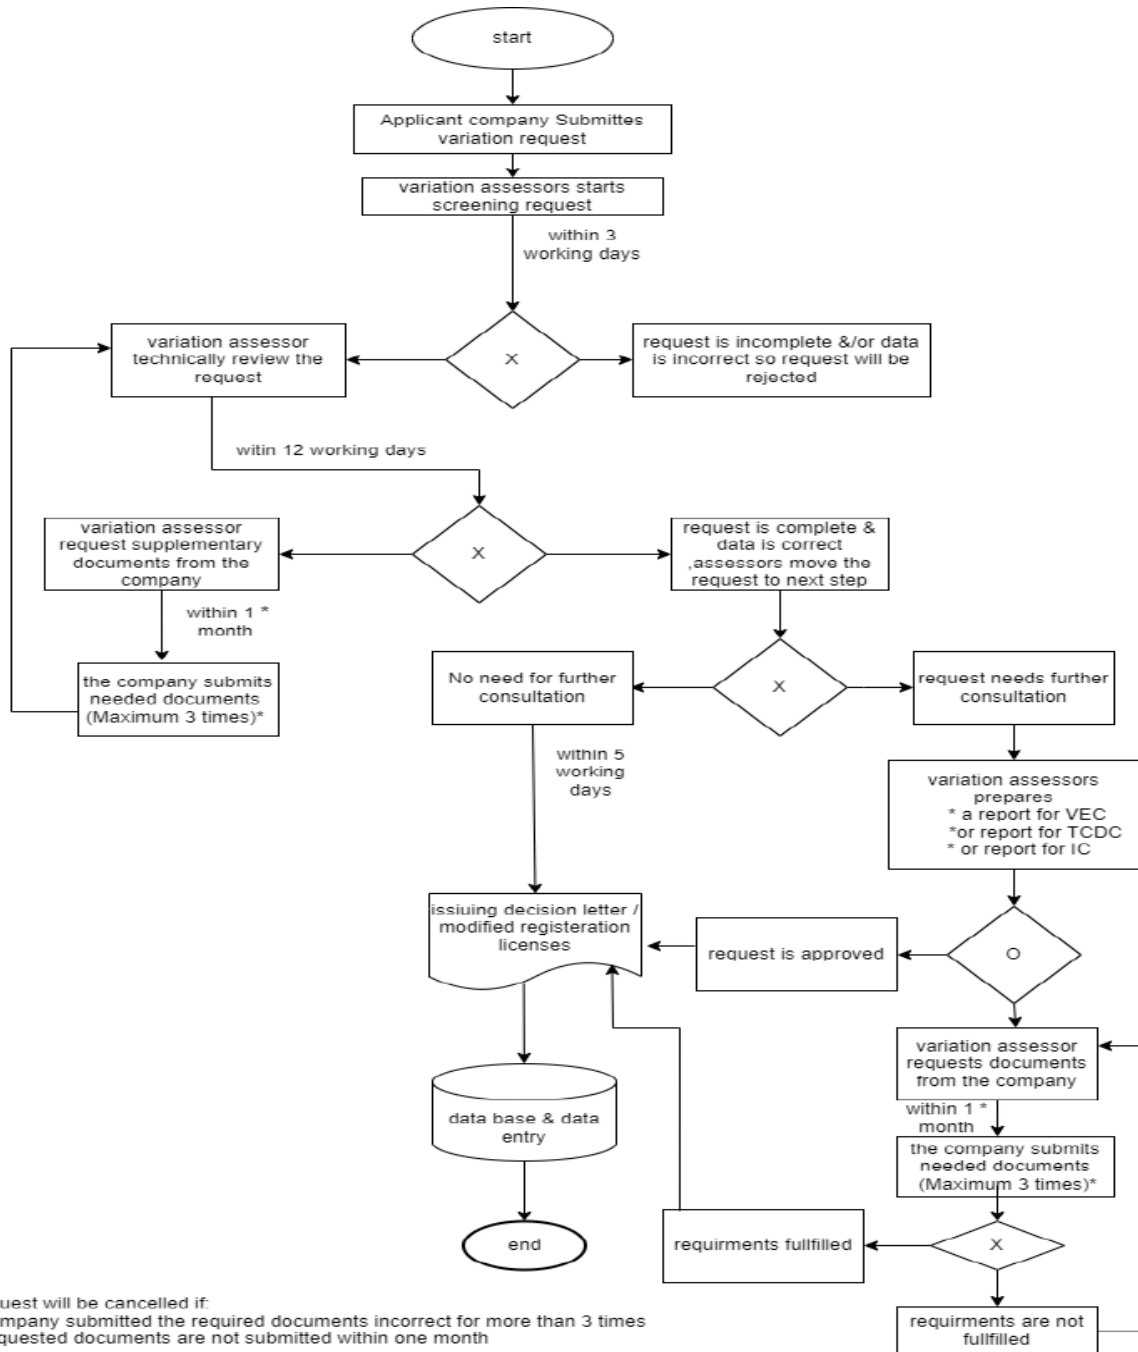 start
Applicant company Submittes
variation request
variation assessors starts
screening request
within 3
working days
variation assessor
technically review the
request
X
request is incomplete &/or data
is incorrect so request will be
rejected
witin 12 working days
variation assessor
request supplementary
documents from the
company
X
request is complete &
data is correct
,assessors move the
request to next step
within 1 *
month
the company submits
needed documents
(Maximum 3 times)*
No need for further
consultation
X
request needs further
consultation
within 5
working
days
variation assessors
prepares
* a report for VEC
*or report for TCDC
* or report for IC
issiuing decision letter /
modified registeration
licenses
request is approved
O
variation assessor
requests documents
from the company
within 1 *
month
data base & data
entry
the company submits
needed documents
(Maximum 3 times)*
end
requirments fullfilled
X
requirments are not
fullfilled
uest will be cancelled if:
mpany submitted the required documents incorrect for more than 3 times
quested documents are not submitted within one month